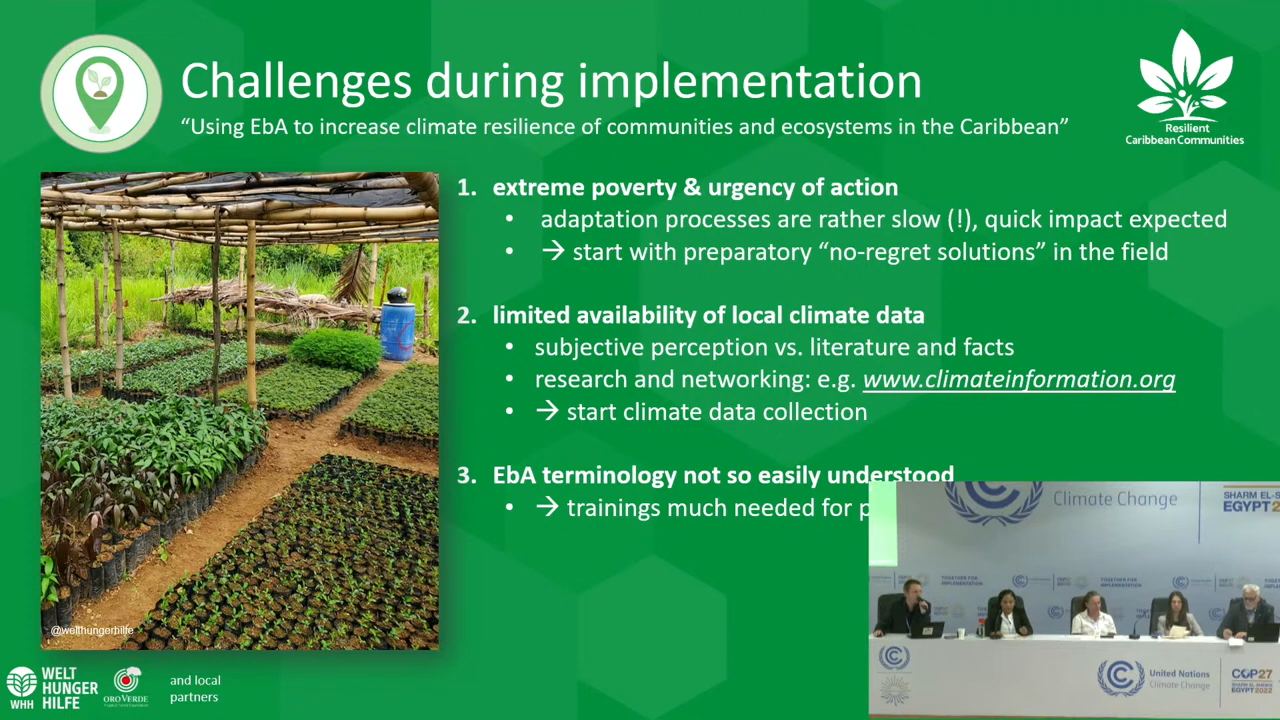 Challenges during implementation
“Using EbA to increase climate resilience of communities and ecosystems in the Caribbean”
Resilient
Caribbean Communities
1. extreme poverty & urgency of action
• adaptation processes are rather slow (!), quick impact expected
• → start with preparatory “no-regret solutions” in the field
2. limited availability of local climate data
• subjective perception vs. literature and facts
• research and networking: e.g. www.climateinformation.org
• → start climate data collection
3. EbA terminology not so easily understood
• → trainings much needed for p
@welthungerhilfe
WELT
HUNGER
HILFE
WHH
OROVERDE
and local
partners
Climate Change
SHARM EL-S
EGYPT 2
TOGETHER FOR
IMPLEMENTATION
United Nations
Climate Change
COP27
SHARM EL-SHEIKH
EGYPT 2022